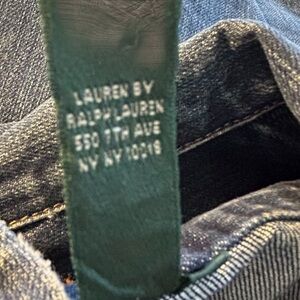 LAUREN BY
RALPH LAUREN
550 7TH AVE
NY NY 10018